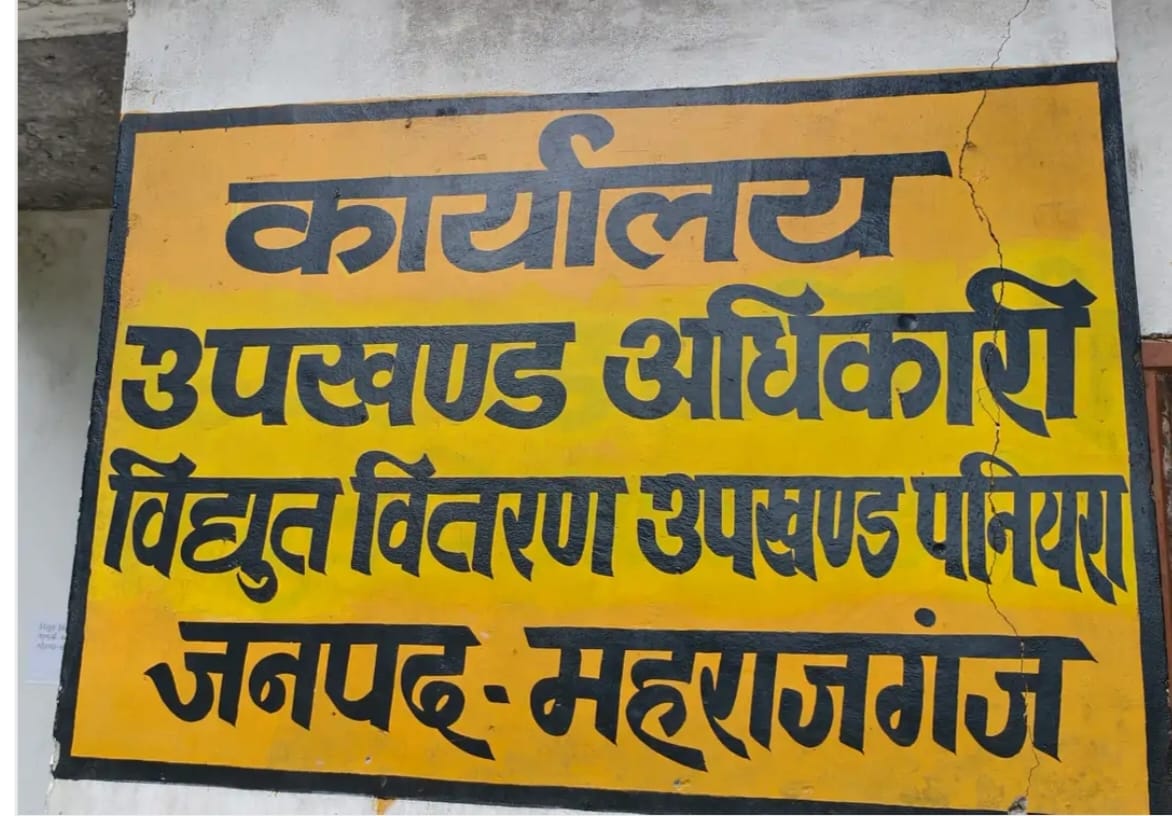 कार्यालय
उपखण्ड अधिकारी
विद्युत वितरण उपखण्ड पनियरा
जनपद-महराजगंज